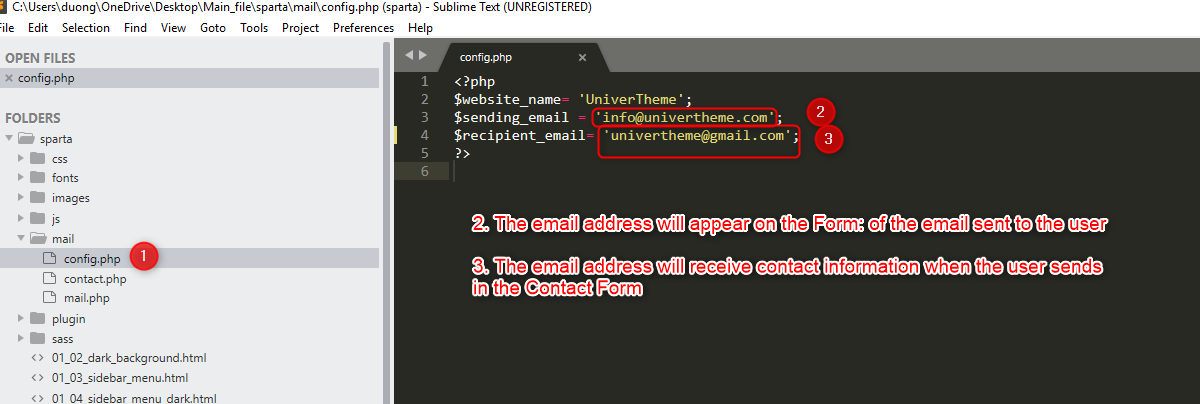 C:\Users\duong\OneDrive\Desktop\Main_file\sparta\mail\config.php (sparta) - Sublime Text (UNREGISTERED)
File Edit Selection Find View Goto Tools Project Preferences Help
OPEN FILES
config.php
FOLDERS
sparta
css
fonts
images
js
mail
config.php 1
contact.php
mail.php
plugin
sass
01_02_dark_background.html
01_03_sidebar_menu.html
01_04_sidebar_menu_dark.html
config.php
1 <?php
2 $website_name= 'UniverTheme';
3 $sending_email = 'info@univertheme.com'; 2
4 $recipient_email= 'univertheme@gmail.com'; 3
5 ?>
6
2. The email address will appear on the Form: of the email sent to the user
3. The email address will receive contact information when the user sends
in the Contact Form